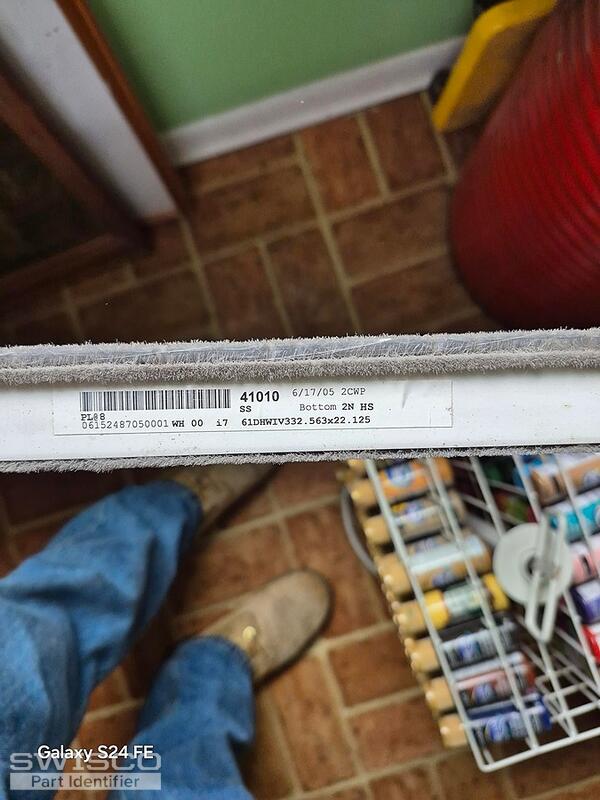 41010 6/17/05 2CWP
SS Bottom 2N HS
PL@8
06152487050001 WH 00 i7 61DHWIV332.563x22.125
Galaxy S24 FE
SWISCO
Part Identifier